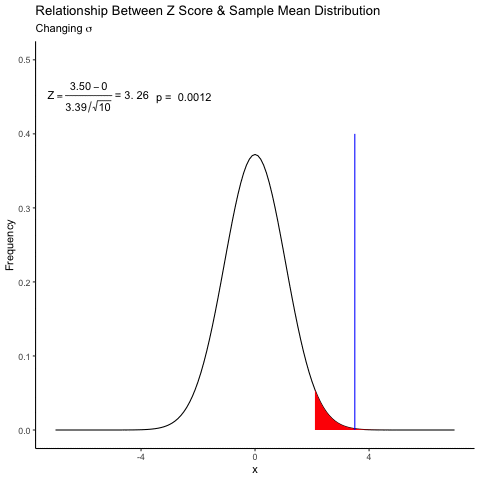 Relationship Between Z Score & Sample Mean Distribution
Changing σ
0.5
Z = 3.50 – 0 / 3.39/√10 = 3. 26 p = 0.0012
0.4
0.3
0.2
0.1
0.0
Frequency
-4 0 4
x